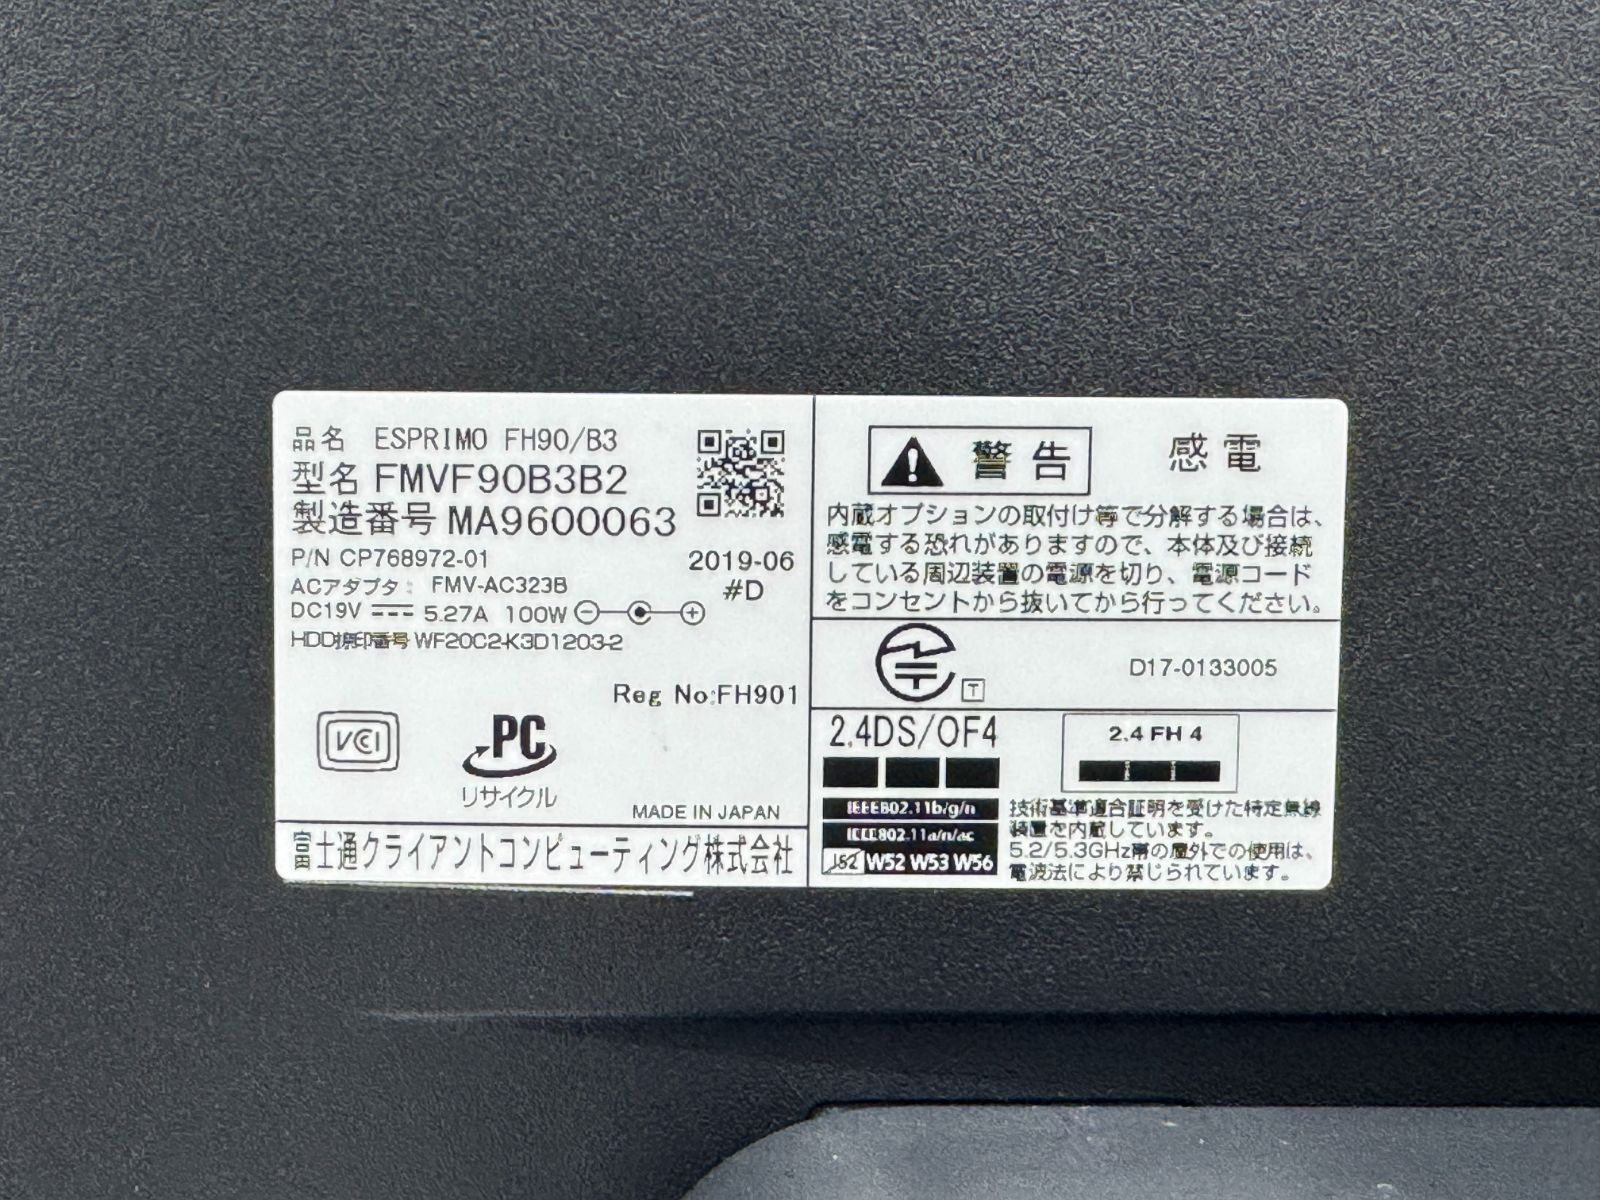 品名 ESPRIMO FH90/B3
型名 FMVF90B3B2
製造番号 MA9600063
P/N CP768972-01
2019-06
ACアダプタ: FMV-AC323B
#D
DC19V 5.27A 100W
HDD捺印番号 WF20C2-K3D1203-2
Reg No:FH901
VCI
PC
リサイクル
MADE IN JAPAN
富士通クライアントコンピューティング株式会社
警告 感電
内蔵オプションの取付け等で分解する場合は、
感電する恐れがありますので、本体及び接続
している周辺装置の電源を切り、電源コード
をコンセントから抜いてから行ってください。
T
D17-0133005
2.4DS/OF4
2.4 FH 4
IEEE802.11b/g/n
IEEE802.11a/n/ac
J52 W52 W53 W56
技術基準適合証明を受けた特定無線
装置を内蔵しています。
5.2/5.3GHz帯の屋外での使用は、
電波法により禁じられています。